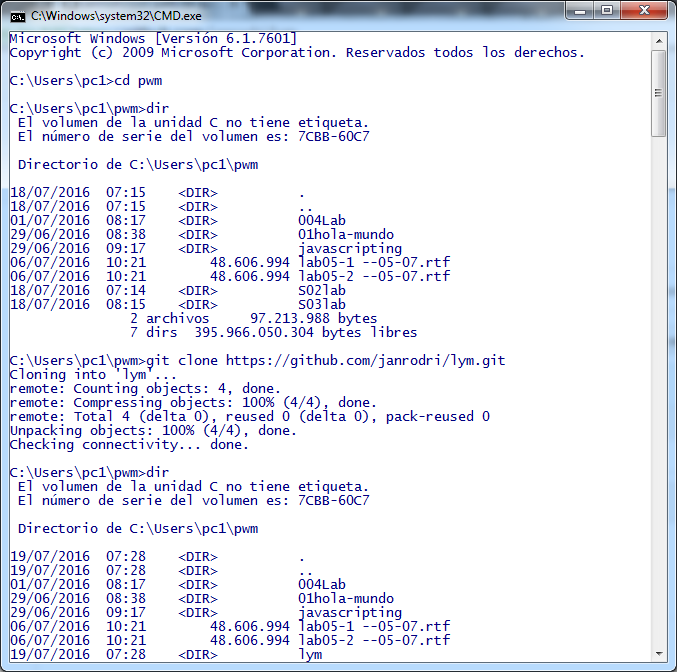 C:\Windows\system32\CMD.exe
Microsoft Windows [Versión 6.1.7601]
Copyright (c) 2009 Microsoft Corporation. Reservados todos los derechos.
C:\Users\pc1>cd pwm
C:\Users\pc1\pwm>dir
El volumen de la unidad C no tiene etiqueta.
El número de serie del volumen es: 7CBB-60C7
Directorio de C:\Users\pc1\pwm
18/07/2016  07:15    <DIR>          .
18/07/2016  07:15    <DIR>          ..
01/07/2016  08:17    <DIR>          004Lab
29/06/2016  08:38    <DIR>          01hola-mundo
29/06/2016  09:17    <DIR>          javascripting
06/07/2016  10:21        48.606.994 lab05-1 --05-07.rtf
06/07/2016  10:21        48.606.994 lab05-2 --05-07.rtf
18/07/2016  07:14    <DIR>          S02lab
18/07/2016  08:15    <DIR>          S03lab
2 archivos     97.213.988 bytes
7 dirs  395.966.050.304 bytes libres
C:\Users\pc1\pwm>git clone https://github.com/janrodri/lym.git
Cloning into 'lym'...
remote: Counting objects: 4, done.
remote: Compressing objects: 100% (4/4), done.
remote: Total 4 (delta 0), reused 0 (delta 0), pack-reused 0
Unpacking objects: 100% (4/4), done.
Checking connectivity... done.
C:\Users\pc1\pwm>dir
El volumen de la unidad C no tiene etiqueta.
El número de serie del volumen es: 7CBB-60C7
Directorio de C:\Users\pc1\pwm
19/07/2016  07:28    <DIR>          .
19/07/2016  07:28    <DIR>          ..
01/07/2016  08:17    <DIR>          004Lab
29/06/2016  08:38    <DIR>          01hola-mundo
29/06/2016  09:17    <DIR>          javascripting
06/07/2016  10:21        48.606.994 lab05-1 --05-07.rtf
06/07/2016  10:21        48.606.994 lab05-2 --05-07.rtf
19/07/2016  07:28    <DIR>          lym